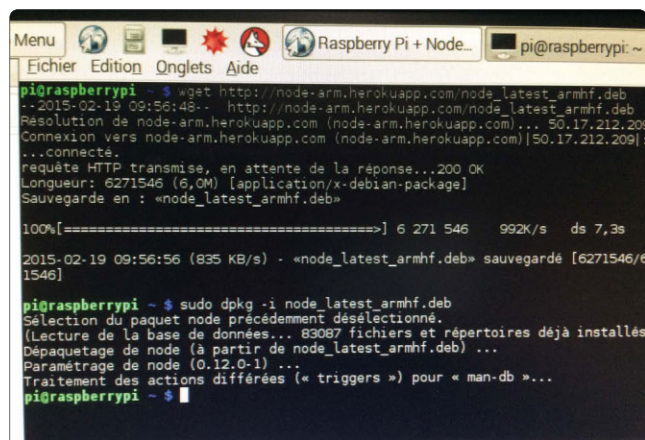 Menu
Raspberry Pi + Node...
pi@raspberrypi: ~
Fichier Edition Onglets Aide
pi@raspberrypi ~ $ wget http://node-arm.herokuapp.com/node_latest_armhf.deb
--2015-02-19 09:56:48-- http://node-arm.herokuapp.com/node_latest_armhf.deb
Résolution de node-arm.herokuapp.com (node-arm.herokuapp.com)... 50.17.212.209
Connexion vers node-arm.herokuapp.com (node-arm.herokuapp.com)|50.17.212.209|:
...connecté.
requête HTTP transmise, en attente de la réponse...200 OK
Longueur: 6271546 (6,0M) [application/x-debian-package]
Sauvegarde en : «node_latest_armhf.deb»
100%[======================================>] 6 271 546 992K/s ds 7,3s
2015-02-19 09:56:56 (835 KB/s) - «node_latest_armhf.deb» sauvegardé [6271546/6
1546]
pi@raspberrypi ~ $ sudo dpkg -i node_latest_armhf.deb
Sélection du paquet node précédemment désélectionné.
(Lecture de la base de données... 83087 fichiers et répertoires déjà installés
Dépaquetage de node (à partir de node_latest_armhf.deb) ...
Paramétrage de node (0.12.0-1) ...
Traitement des actions différées (« triggers ») pour « man-db »...
pi@raspberrypi ~ $